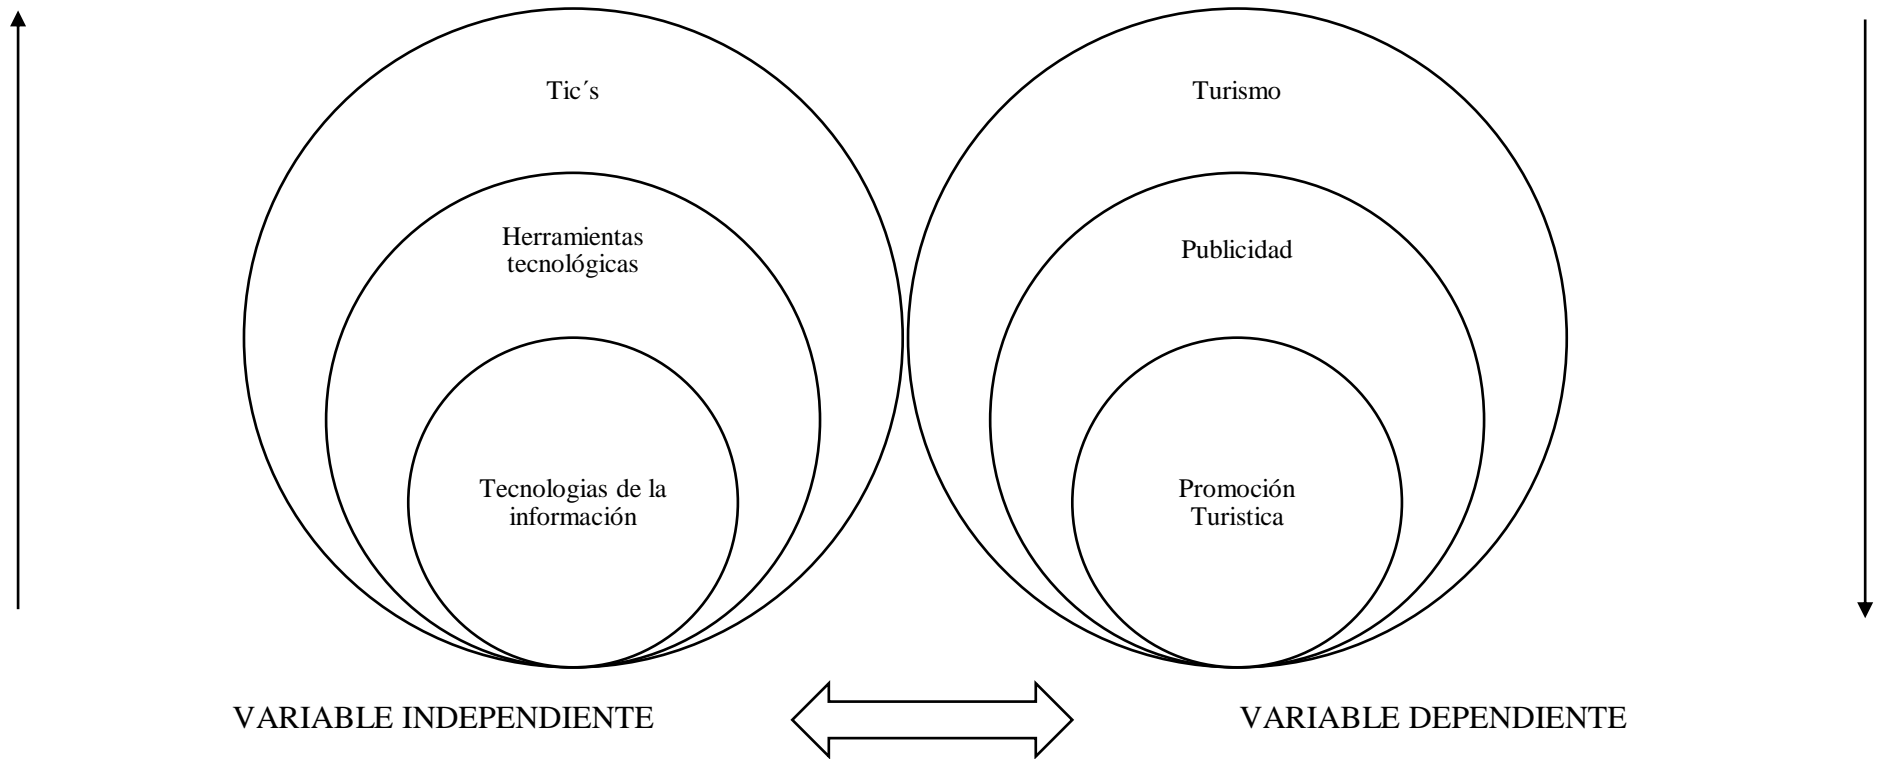 Tic´s
Herramientas
tecnológicas
Tecnologias de la
información
Turismo
Publicidad
Promoción
Turistica
VARIABLE INDEPENDIENTE
VARIABLE DEPENDIENTE